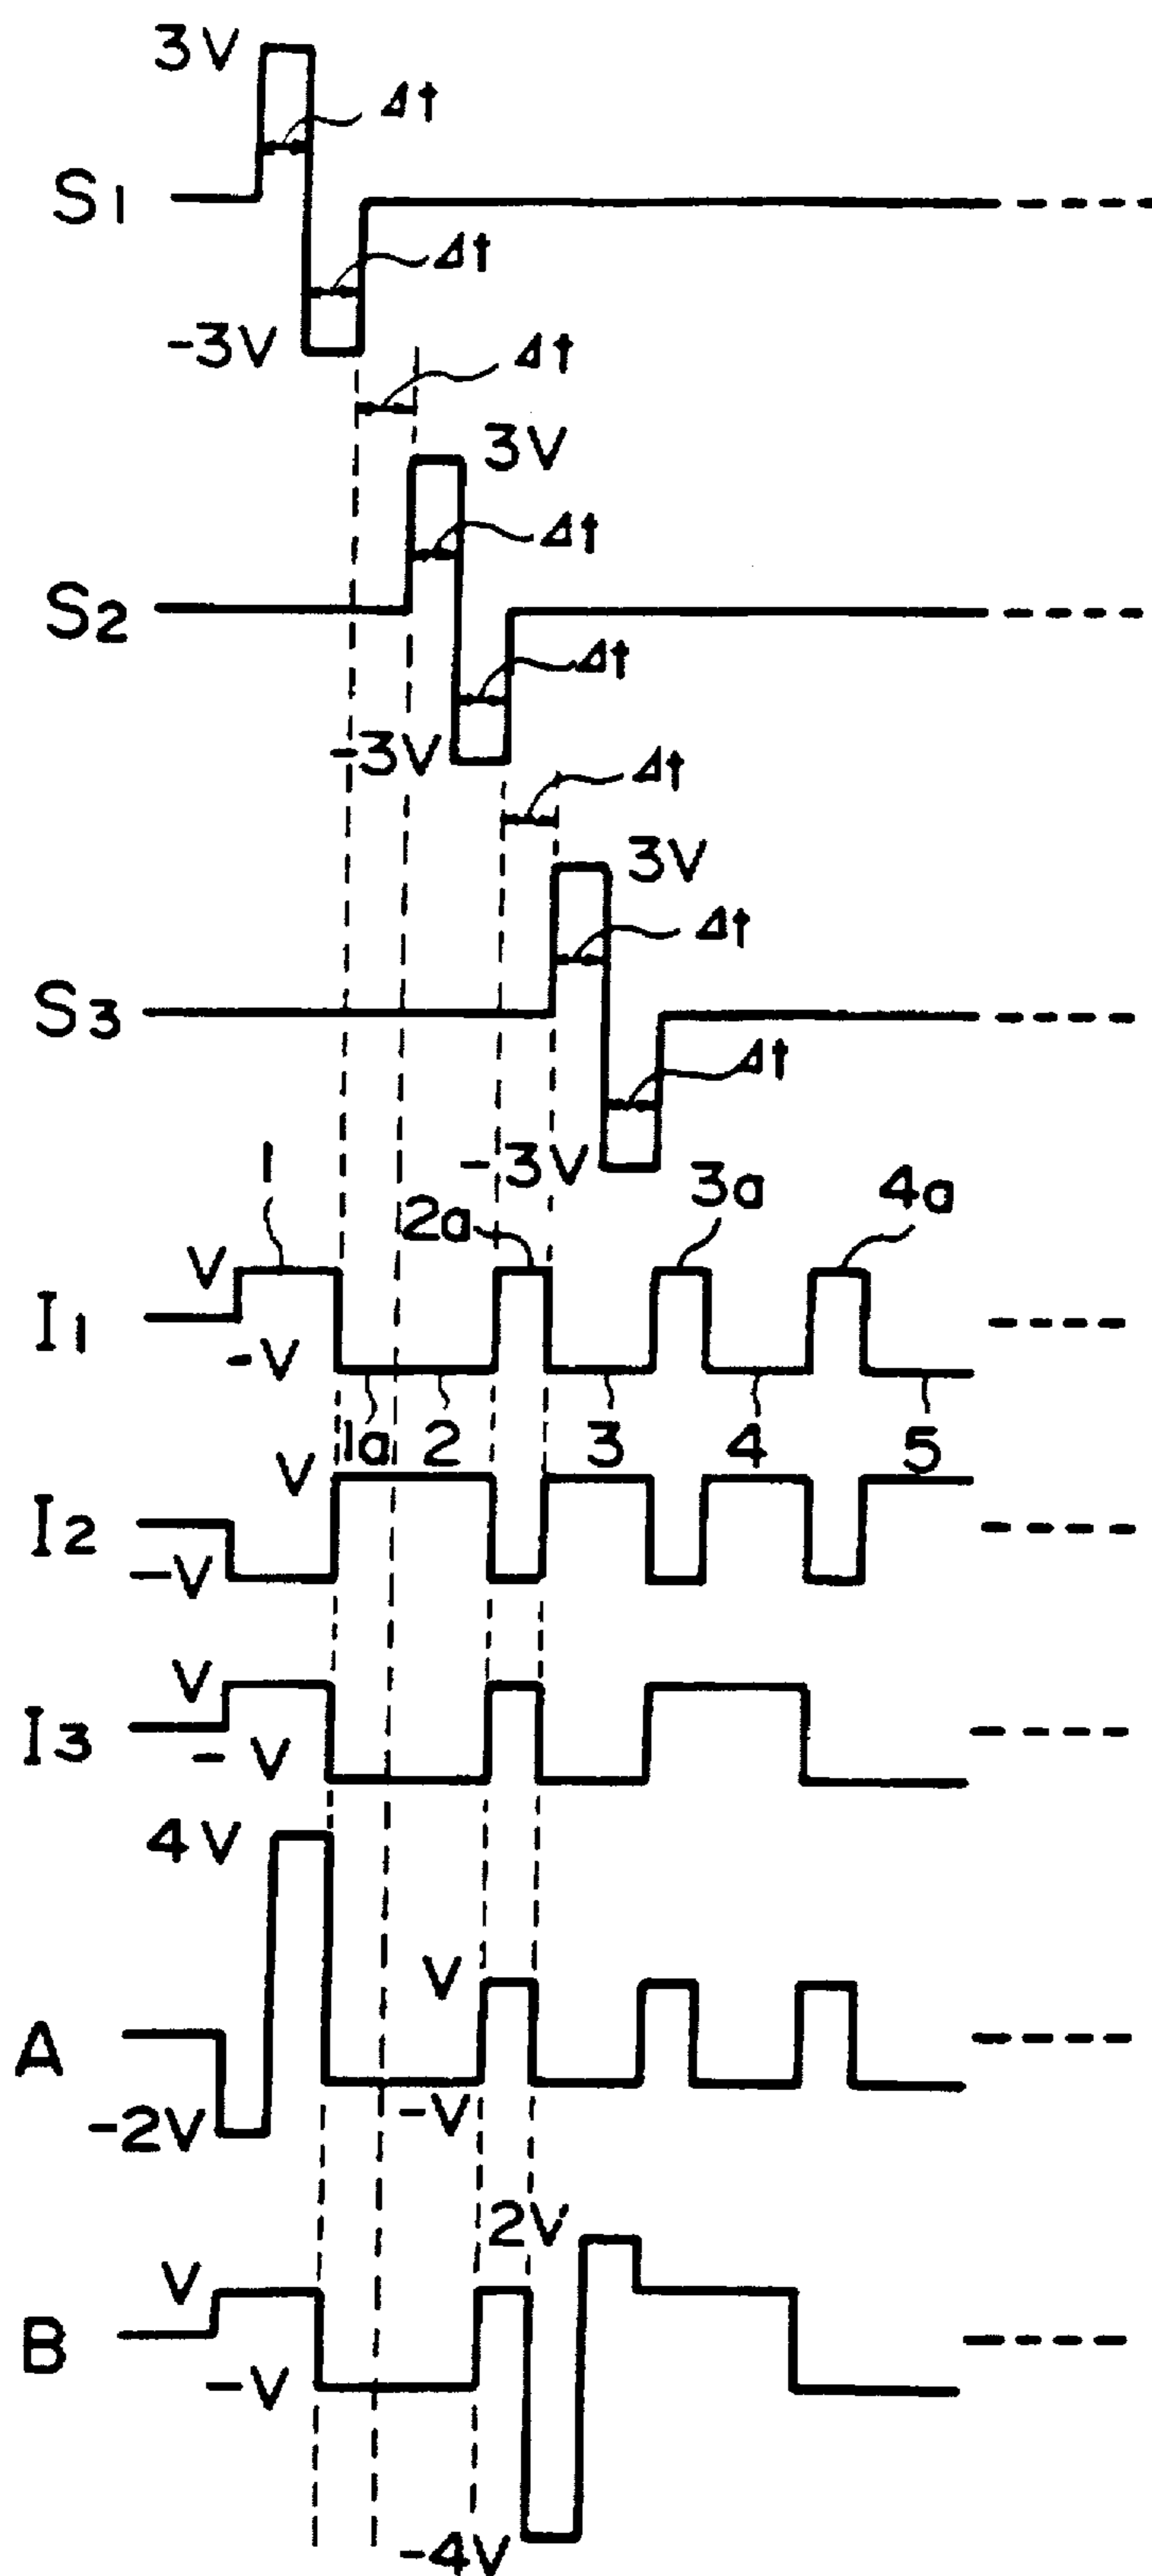 3V
Δt
S1
Δt
-3V
Δt
3V
Δt
S2
Δt
-3V
Δt
3V
Δt
S3
Δt
-3V
1
2a
3a
4a
V
I1
-V
1a
2
3
4
5
V
I2
-V
V
I3
-V
4V
V
A
-V
-2V
2V
V
B
-V
-4V